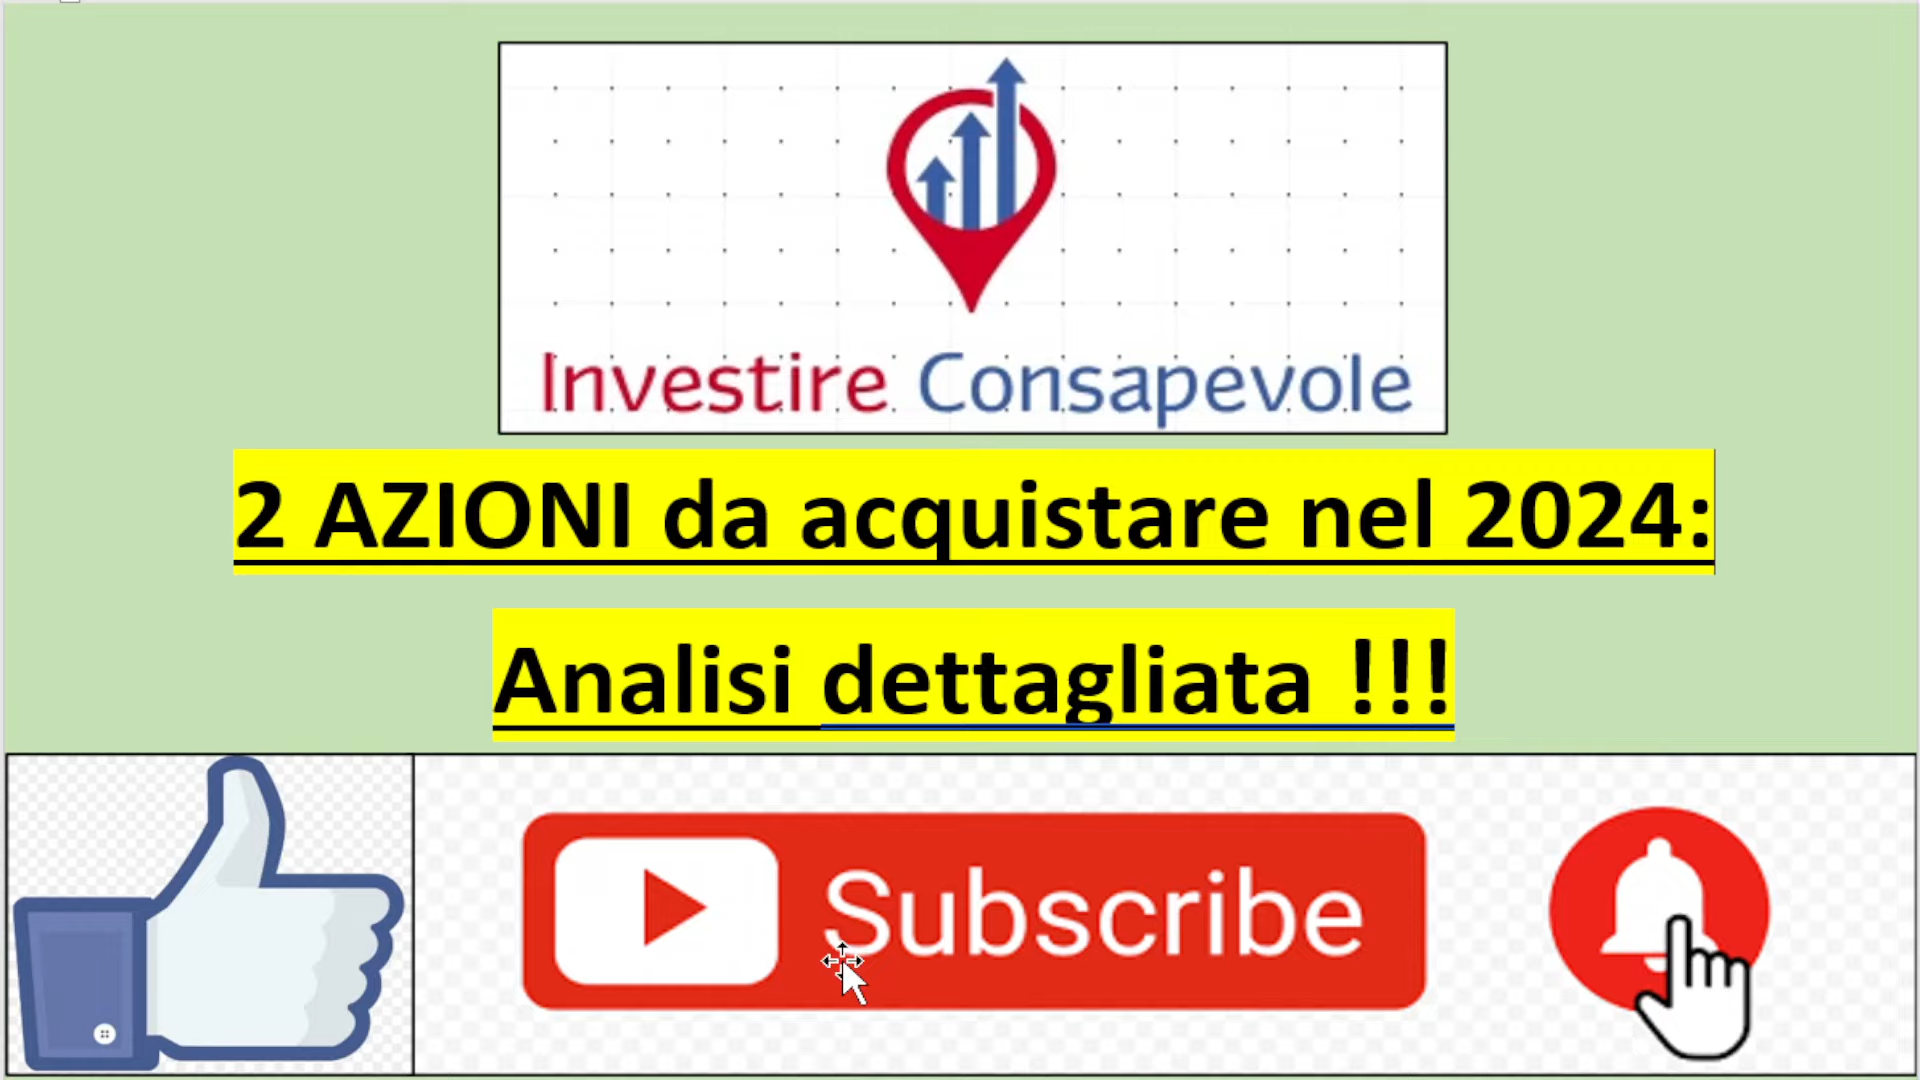 Investire Consapevole
2 AZIONI da acquistare nel 2024:
Analisi dettagliata !!!
Subscribe